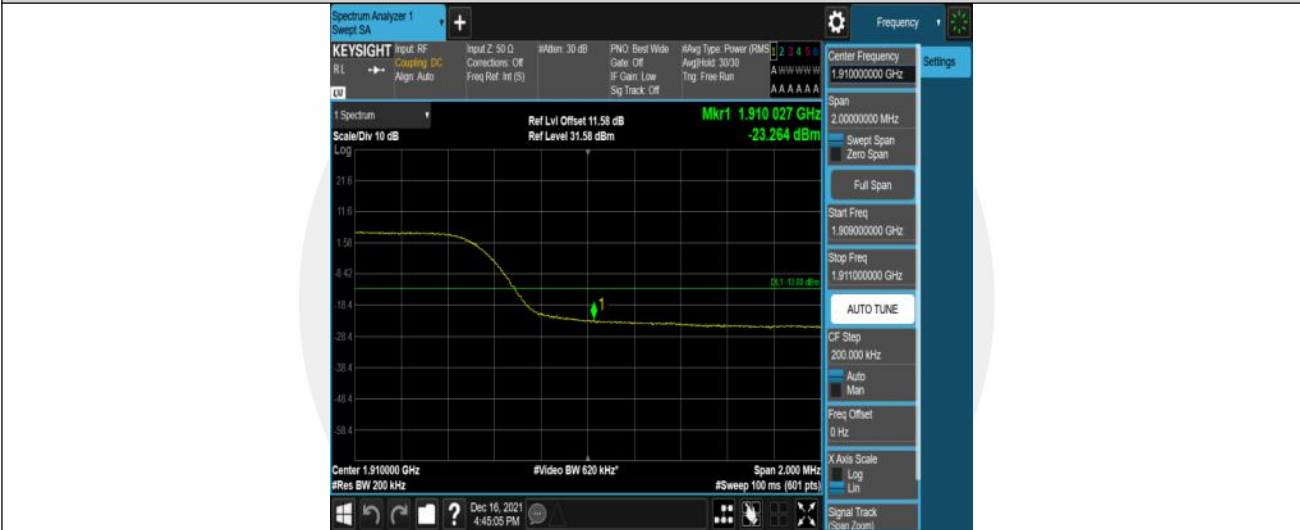 Spectrum Analyzer 1
Swept SA
+
Frequency
KEYSIGHT
RL
Input: RF
Coupling: DC
Align: Auto
Input Z: 50 Ω
Corrections: Off
Freq Ref: Int (S)
#Atten: 30 dB
PNO: Best Wide
Gate: Off
IF Gain: Low
Sig Track: Off
#Avg Type: Power (RMS
Avg|Hold: 30/30
Trig: Free Run
1 2 3 4 5 6
A W W W W W
A A A A A A
1 Spectrum
Scale/Div 10 dB
Log
Ref Lvl Offset 11.58 dB
Ref Level 31.58 dBm
Mkr1 1.910 027 GHz
-23.264 dBm
21.6
11.6
1.58
-8.42
-18.4
-28.4
-38.4
-48.4
-58.4
DL1 -13.00 dBm
1
Center 1.910000 GHz
#Res BW 200 kHz
#Video BW 620 kHz*
Span 2.000 MHz
#Sweep 100 ms (601 pts)
Center Frequency
1.910000000 GHz
Settings
Span
2.00000000 MHz
Swept Span
Zero Span
Full Span
Start Freq
1.909000000 GHz
Stop Freq
1.911000000 GHz
AUTO TUNE
CF Step
200.000 kHz
Auto
Man
Freq Offset
0 Hz
X Axis Scale
Log
Lin
Signal Track
(Span Zoom)
?
Dec 16, 2021
4:45:05 PM